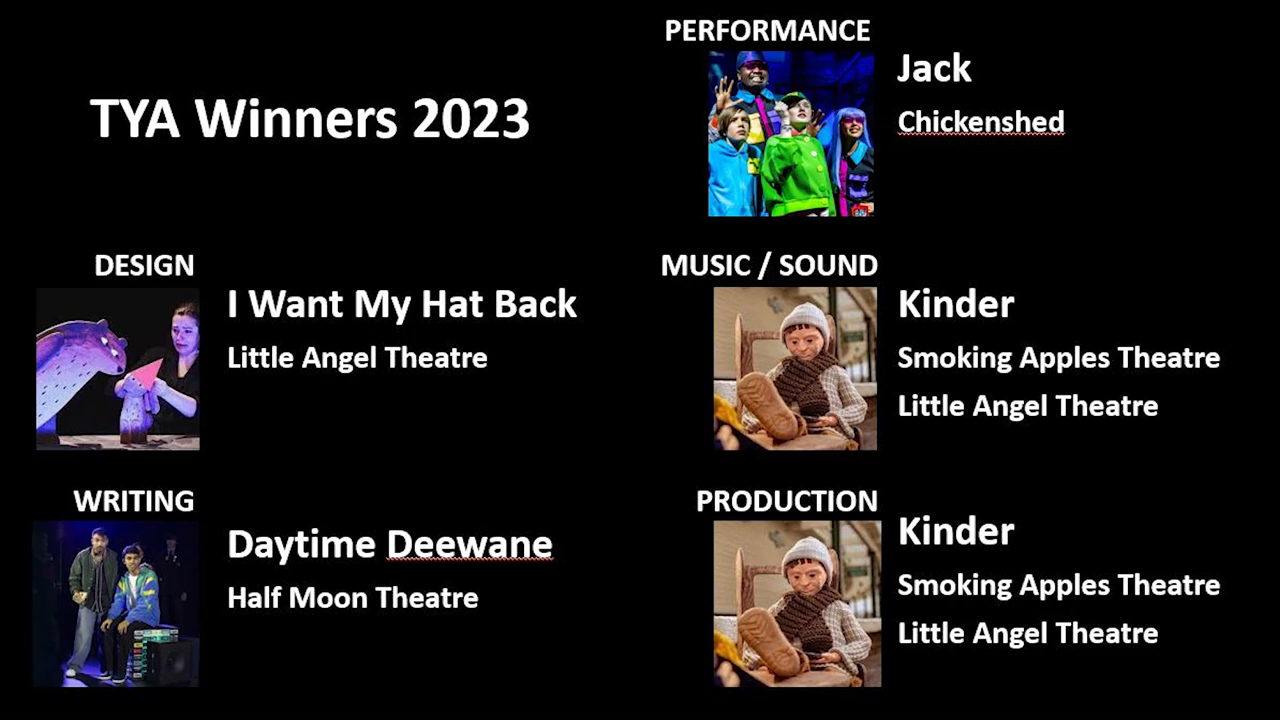 TYA Winners 2023
PERFORMANCE
Jack
Chickenshed
DESIGN
I Want My Hat Back
Little Angel Theatre
MUSIC / SOUND
Kinder
Smoking Apples Theatre
Little Angel Theatre
WRITING
Daytime Deewane
Half Moon Theatre
PRODUCTION
Kinder
Smoking Apples Theatre
Little Angel Theatre